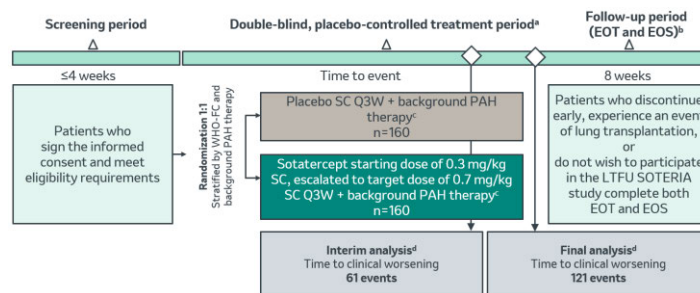 Screening period
Double-blind, placebo-controlled treatment periodᵃ
Follow-up period
(EOT and EOS)ᵇ
≤4 weeks
Time to event
8 weeks
Patients who
sign the informed
consent and meet
eligibility requirements
Randomization 1:1
Stratified by WHO-FC and
background PAH therapy
Placebo SC Q3W + background PAH
therapyᶜ
n=160
Sotatercept starting dose of 0.3 mg/kg
SC, escalated to target dose of 0.7 mg/kg
SC Q3W + background PAH therapyᶜ
n=160
Patients who discontinue
early, experience an event
of lung transplantation,
or
do not wish to participate
in the LTFU SOTERIA
study complete both
EOT and EOS
Interim analysisᵈ
Time to clinical worsening
61 events
Final analysisᵈ
Time to clinical worsening
121 events